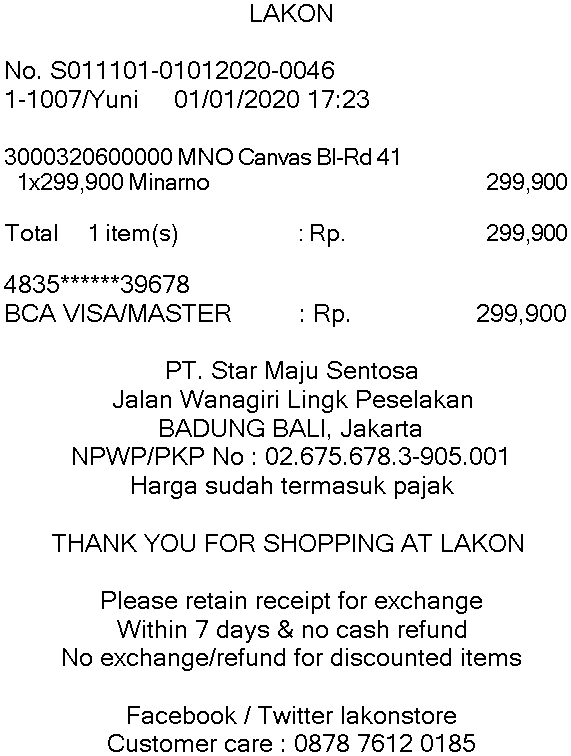 LAKON
No. S011101-01012020-0046
1-1007/Yuni 01/01/2020 17:23
3000320600000 MNO Canvas Bl-Rd 41
1x299,900 Minarno 299,900
Total 1 item(s) : Rp. 299,900
4835******39678
BCA VISA/MASTER : Rp. 299,900
PT. Star Maju Sentosa
Jalan Wanagiri Lingk Peselakan
BADUNG BALI, Jakarta
NPWP/PKP No : 02.675.678.3-905.001
Harga sudah termasuk pajak
THANK YOU FOR SHOPPING AT LAKON
Please retain receipt for exchange
Within 7 days & no cash refund
No exchange/refund for discounted items
Facebook / Twitter lakonstore
Customer care : 0878 7612 0185